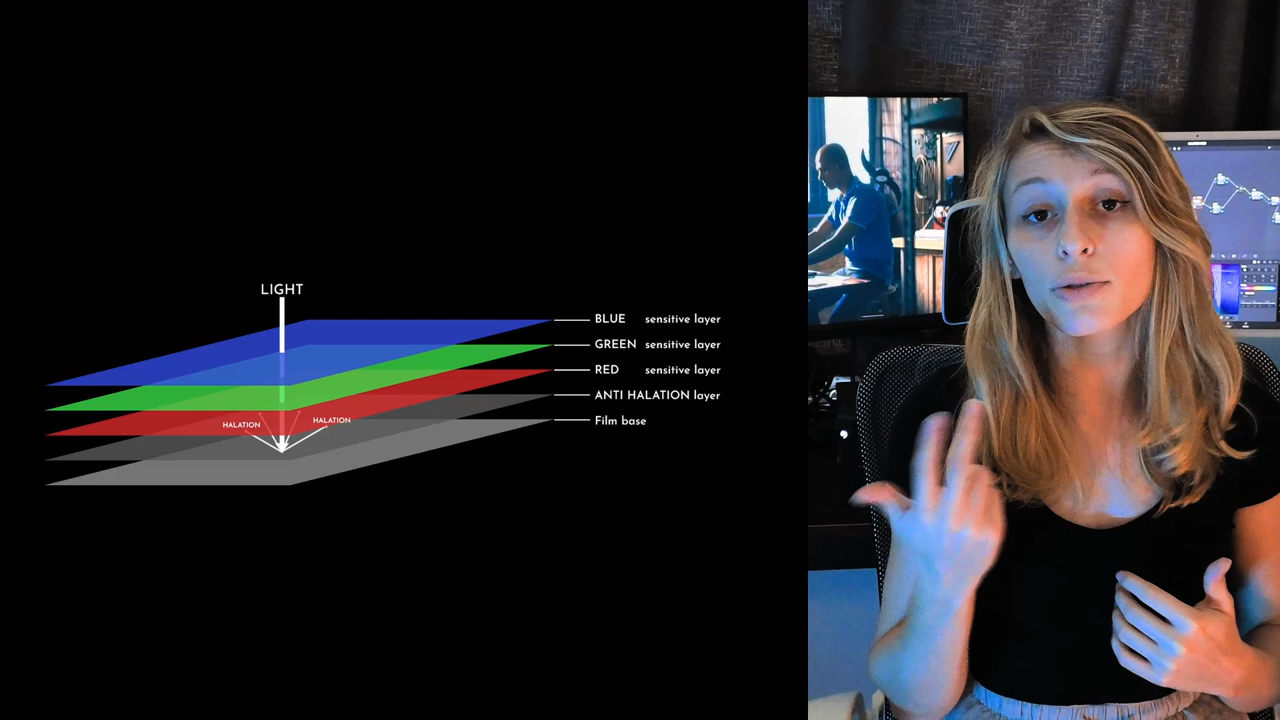 LIGHT
BLUE sensitive layer
GREEN sensitive layer
RED sensitive layer
ANTI HALATION layer
Film base
HALATION
HALATION